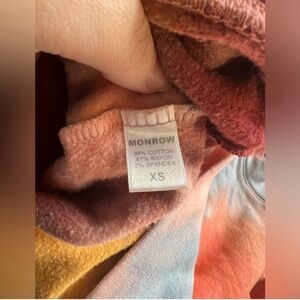 MONROW
30% COTTON
67% RAYON
3% SPANDEX
XS